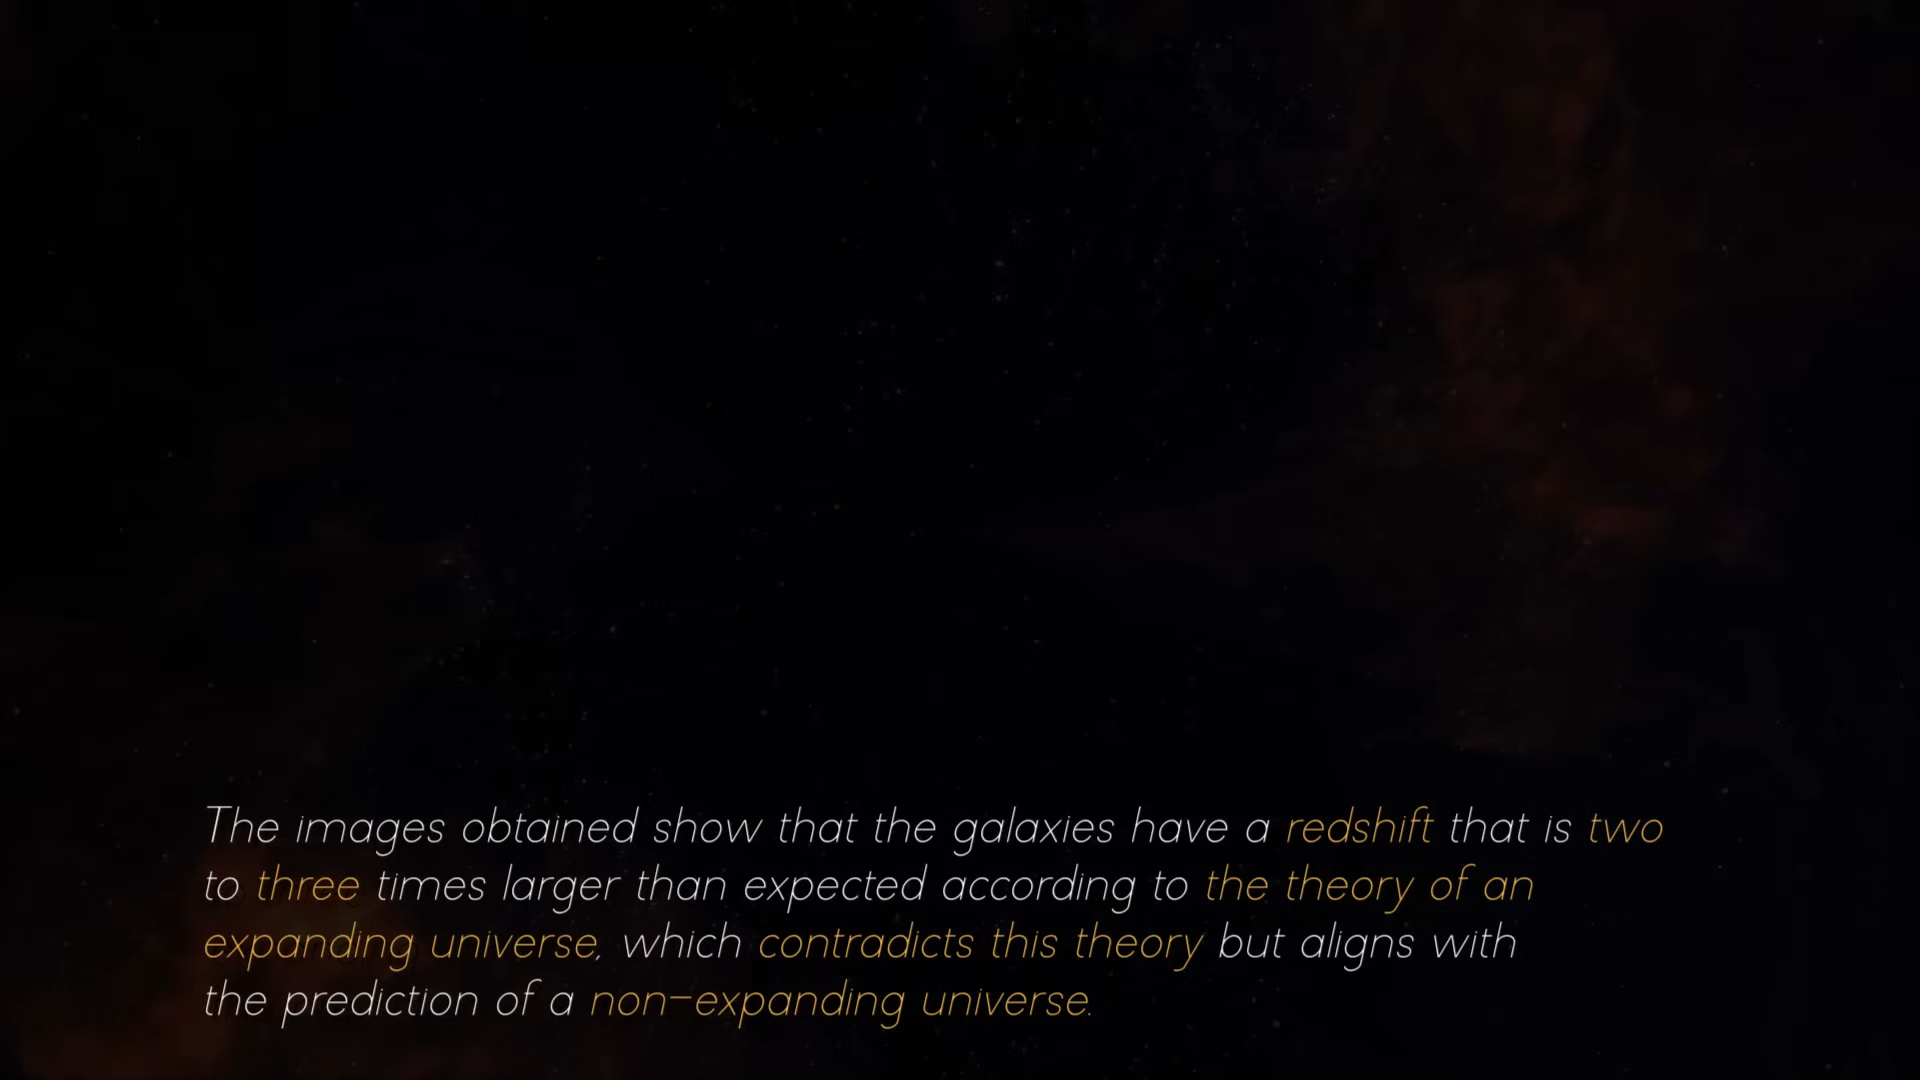 The images obtained show that the galaxies have a redshift that is two
to three times larger than expected according to the theory of an
expanding universe, which contradicts this theory but aligns with
the prediction of a non-expanding universe.